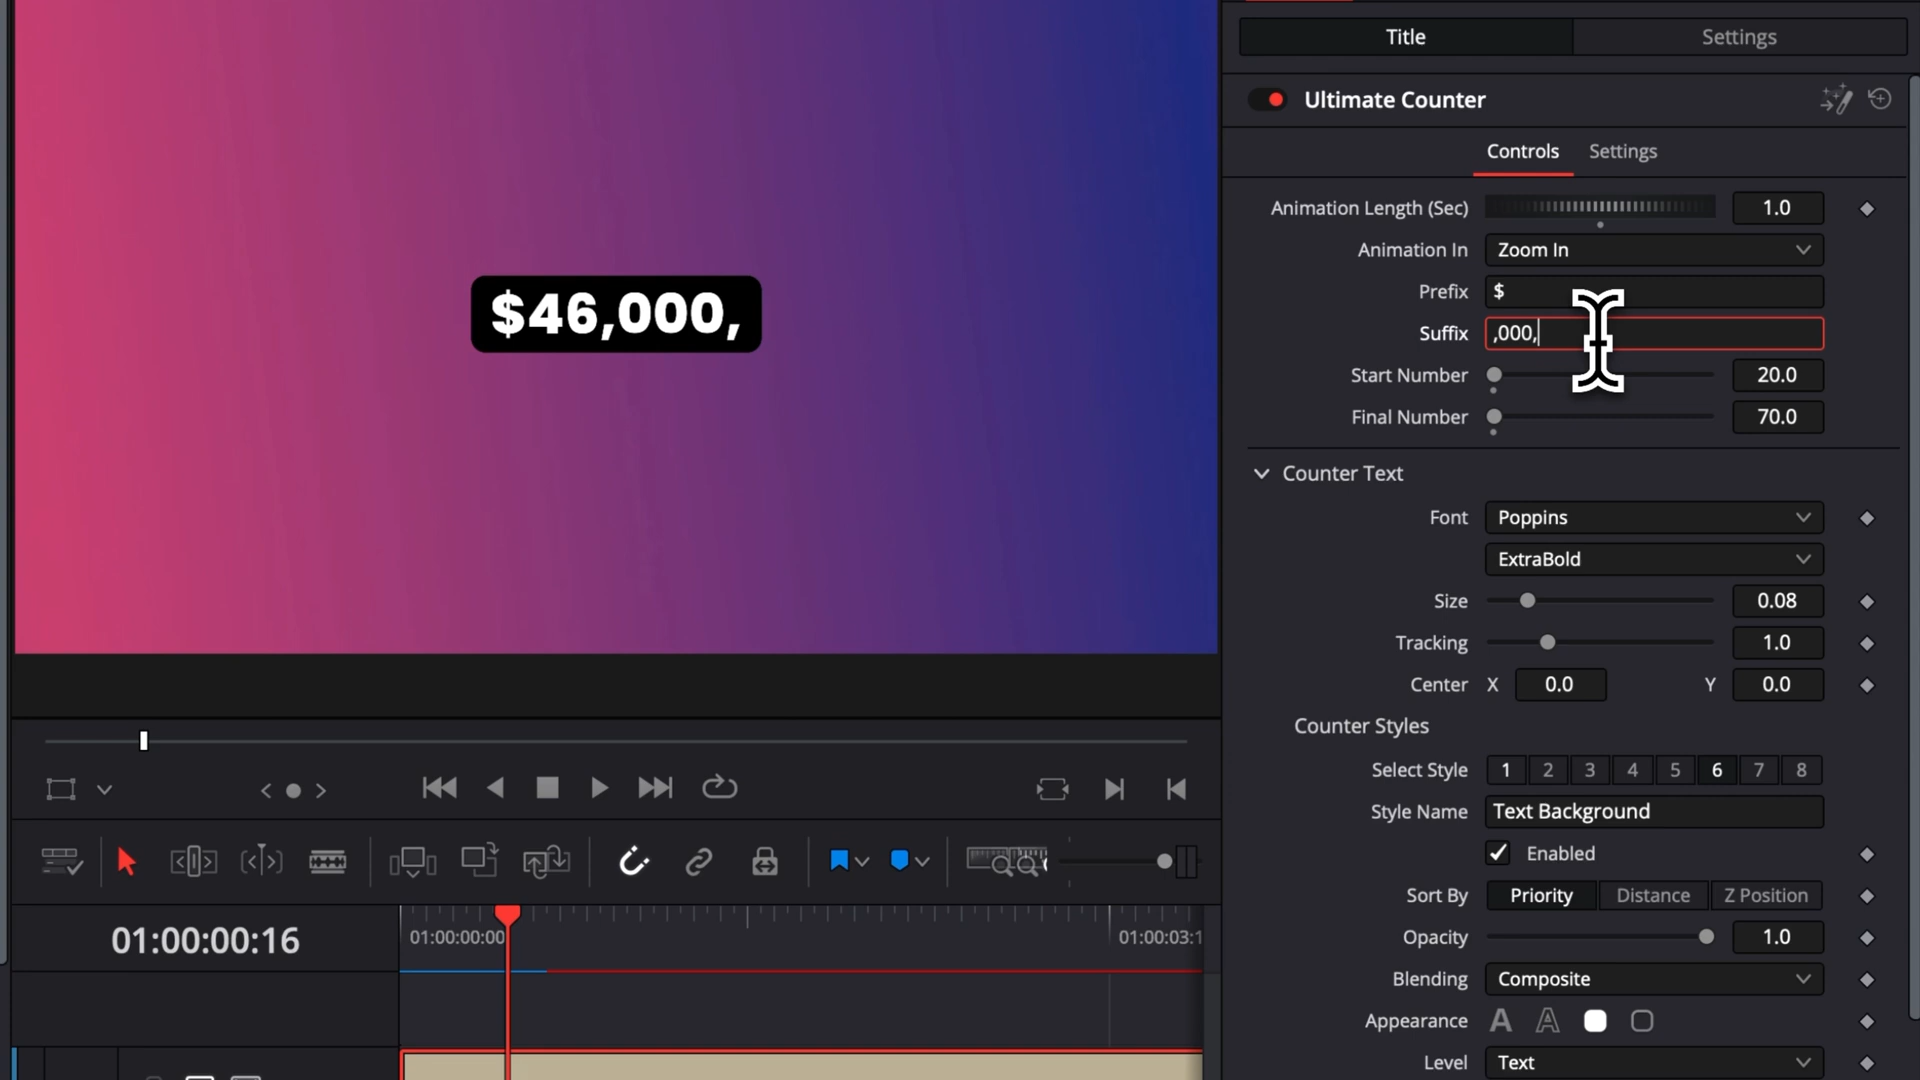 Title Settings
Ultimate Counter
Controls Settings
Animation Length (Sec) 1.0
Animation In Zoom In
Prefix $
$46,000,
Suffix ,000,
Start Number 20.0
Final Number 70.0
Counter Text
Font Poppins
ExtraBold
Size 0.08
Tracking 1.0
Center X 0.0 Y 0.0
Counter Styles
Select Style 1 2 3 4 5 6 7 8
Style Name Text Background
Enabled
Sort By Priority Distance Z Position
Opacity 1.0
Blending Composite
Appearance A A
Level Text
01:00:00:16
01:00:00:00 01:00:03:1